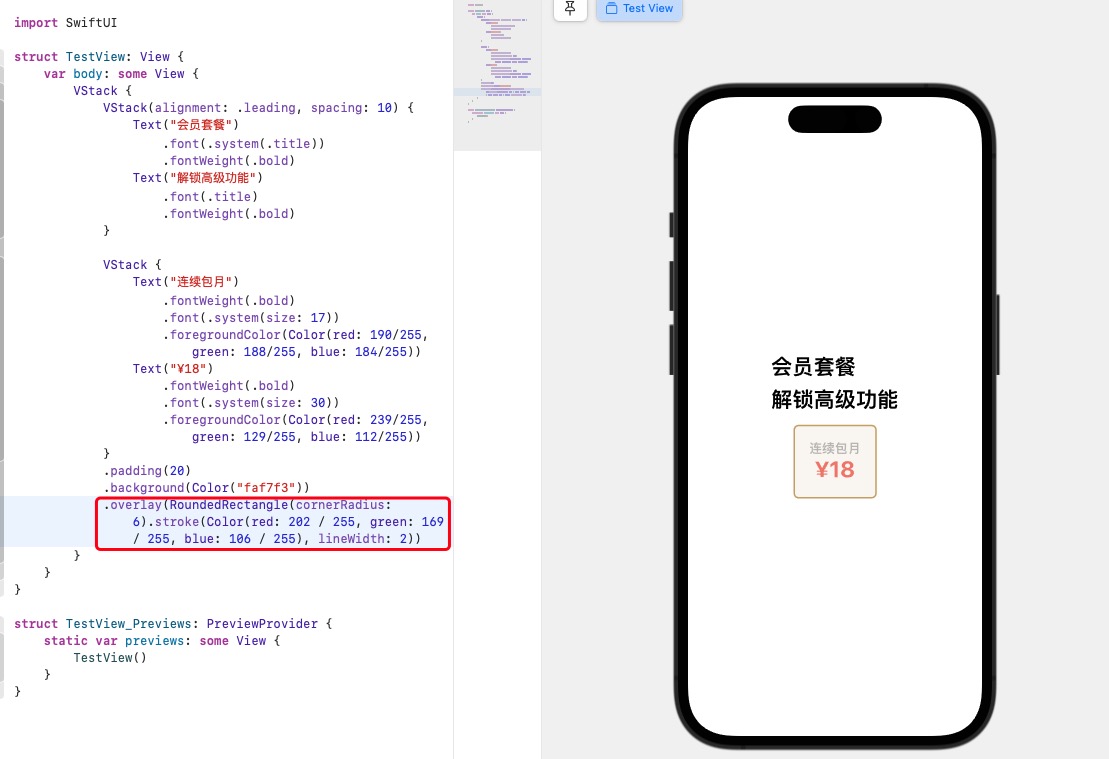 import SwiftUI
struct TestView: View {
var body: some View {
VStack {
VStack(alignment: .leading, spacing: 10) {
Text("会员套餐")
.font(.system(.title))
.fontWeight(.bold)
Text("解锁高级功能")
.font(.title)
.fontWeight(.bold)
}
VStack {
Text("连续包月")
.fontWeight(.bold)
.font(.system(size: 17))
.foregroundColor(Color(red: 190/255,
green: 188/255, blue: 184/255))
Text("¥18")
.fontWeight(.bold)
.font(.system(size: 30))
.foregroundColor(Color(red: 239/255,
green: 129/255, blue: 112/255))
}
.padding(20)
.background(Color("faf7f3"))
.overlay(RoundedRectangle(cornerRadius:
6).stroke(Color(red: 202 / 255, green: 169
/ 255, blue: 106 / 255), lineWidth: 2))
}
}
}
struct TestView_Previews: PreviewProvider {
static var previews: some View {
TestView()
}
}
Test View
会员套餐
解锁高级功能
连续包月
¥18